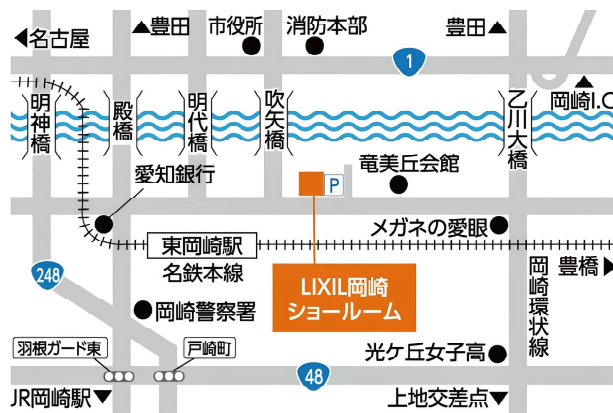 名古屋
豊田
市役所
消防本部
豊田
1
岡崎I.C
明神橋
殿橋
明代橋
吹矢橋
乙川大橋
愛知銀行
P
竜美丘会館
メガネの愛眼
東岡崎駅
名鉄本線
248
LIXIL岡崎
ショールーム
岡崎環状線
豊橋
岡崎警察署
羽根ガード東
戸崎町
48
光ケ丘女子高
JR岡崎駅
上地交差点